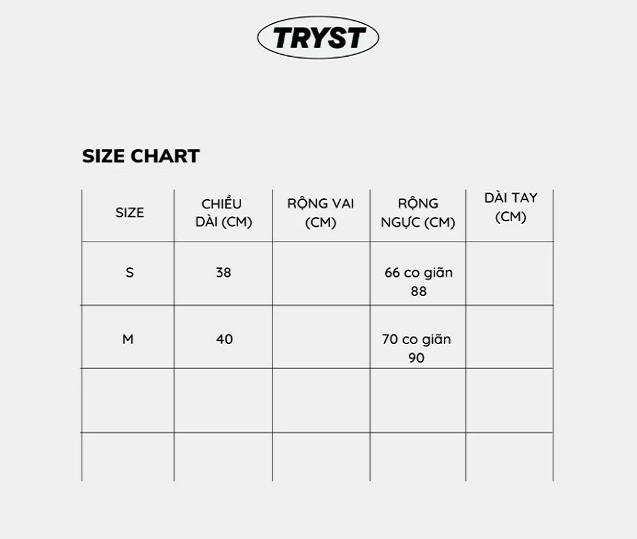 TRYST
SIZE CHART
SIZE
CHIỀU
DÀI (CM)
RỘNG VAI
(CM)
RỘNG
NGỰC (CM)
DÀI TAY
(CM)
S
38
66 co giãn
88
M
40
70 co giãn
90